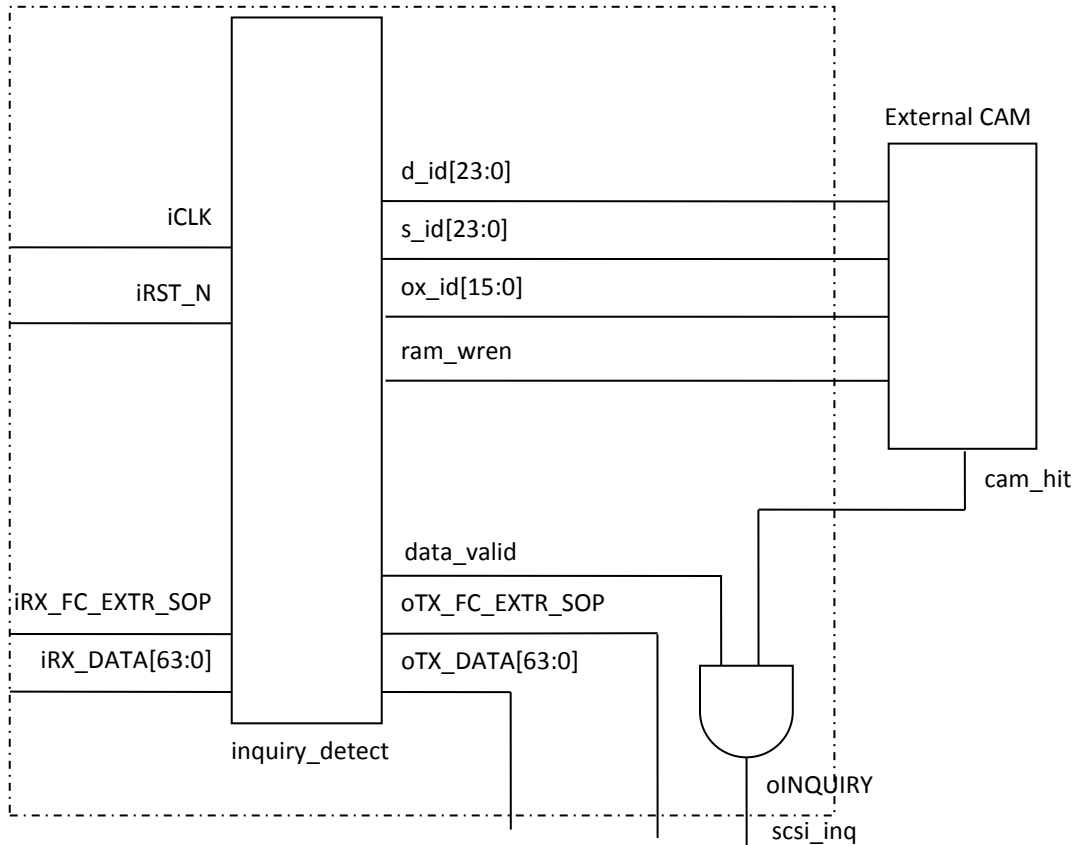 External CAM
d_id[23:0]
iCLK
s_id[23:0]
iRST_N
ox_id[15:0]
ram_wren
cam_hit
data_valid
iRX_FC_EXTR_SOP
oTX_FC_EXTR_SOP
iRX_DATA[63:0]
oTX_DATA[63:0]
inquiry_detect
oINQUIRY
scsi_inq